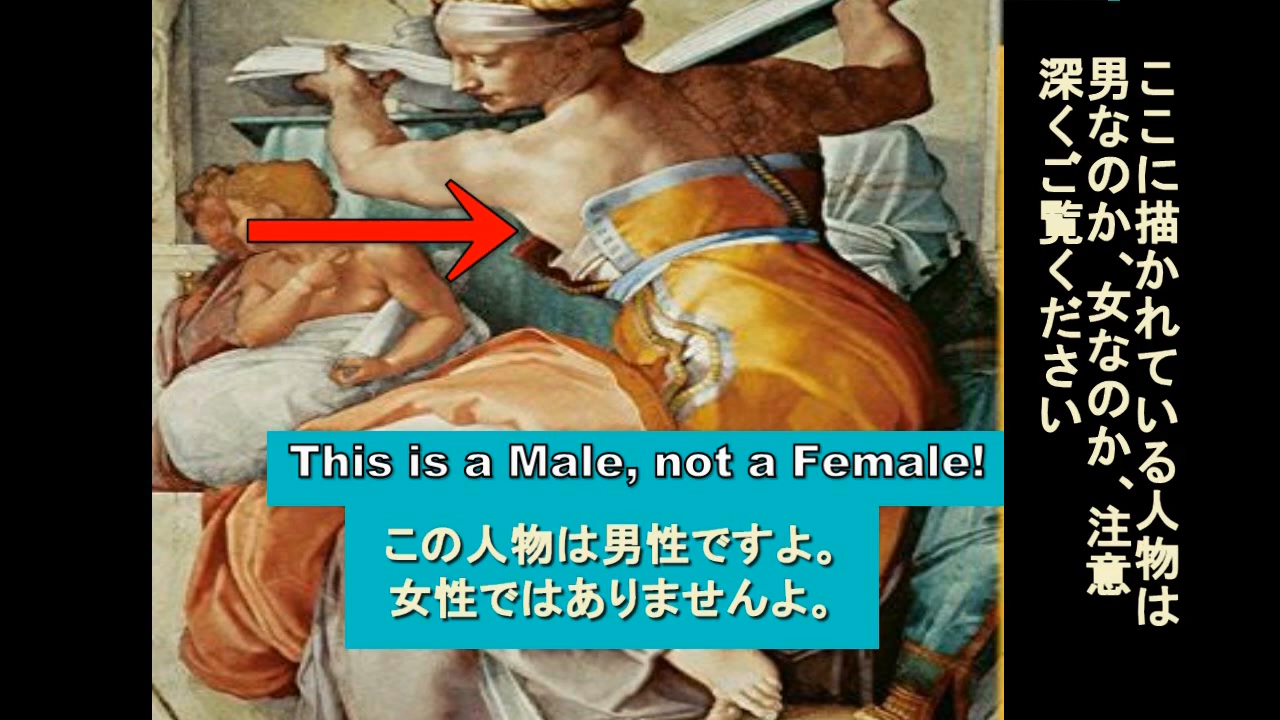 ここに描かれている人物は
男なのか、女なのか、注意
深くご覧ください
This is a Male, not a Female!
この人物は男性ですよ。
女性ではありませんよ。